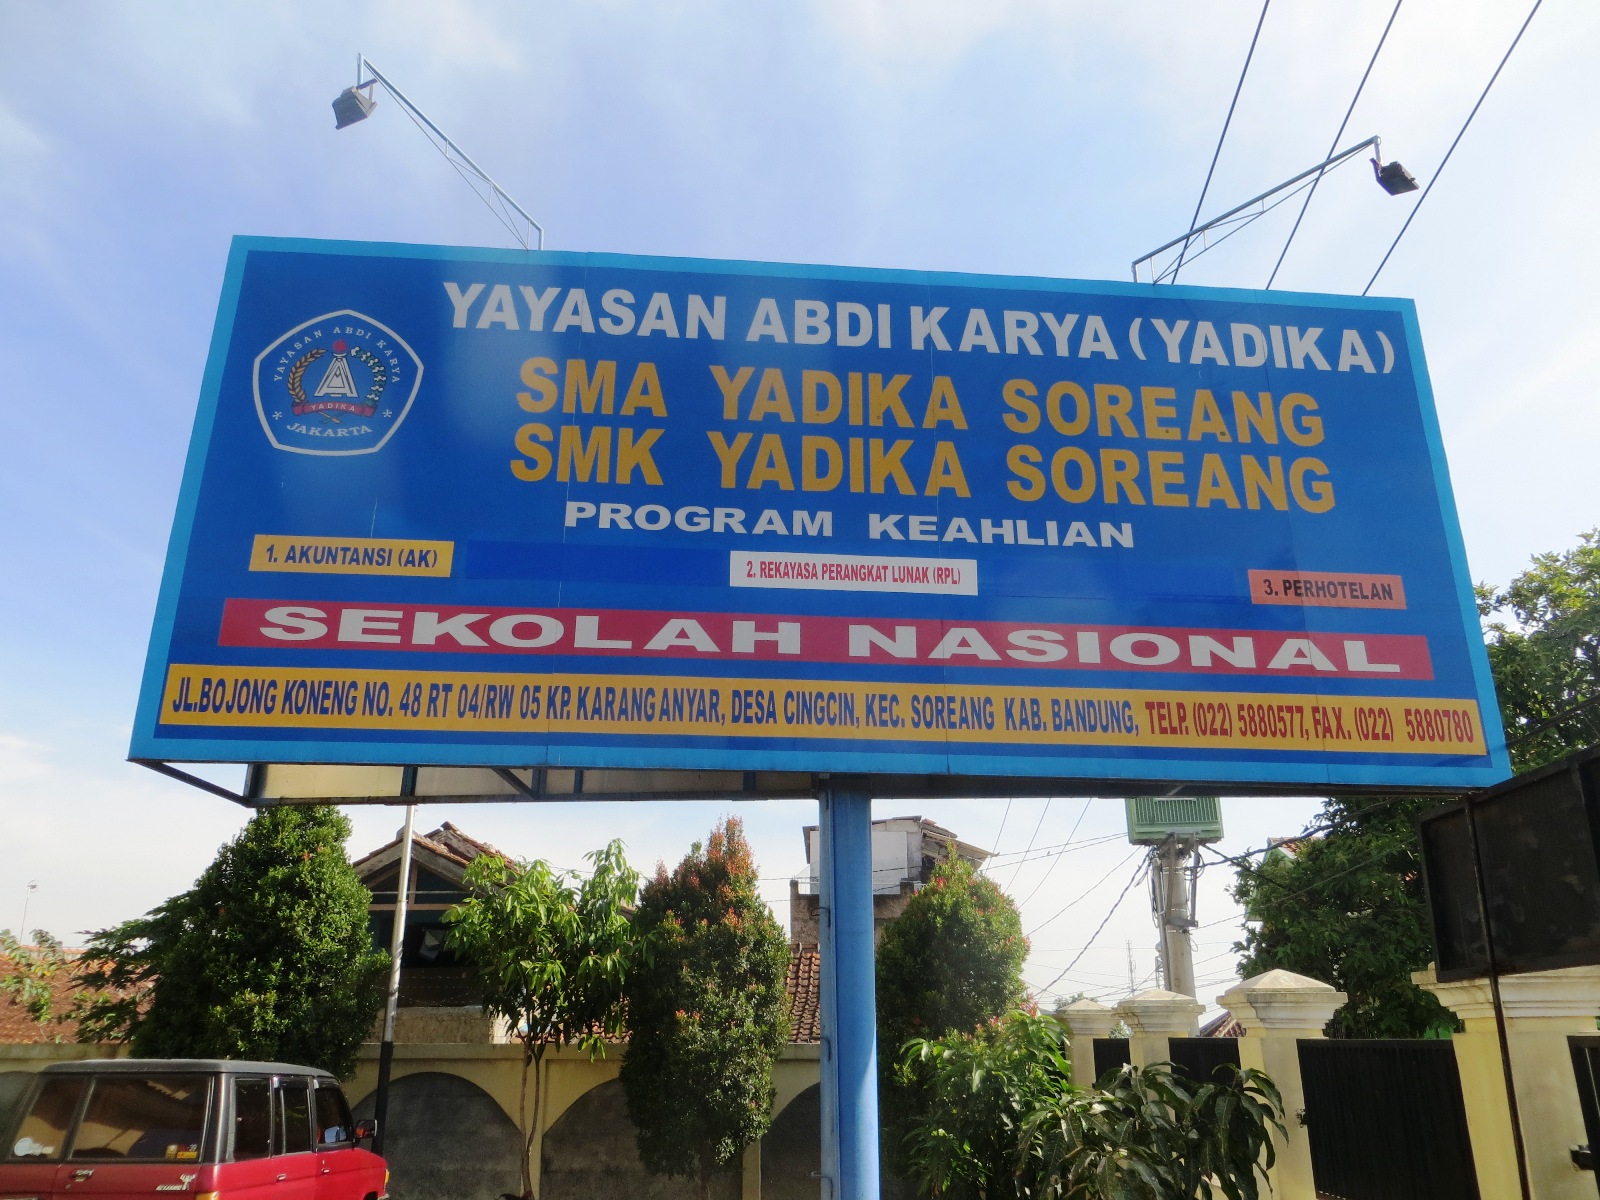 YAYASAN ABDI KARYA (YADIKA)
SMA YADIKA SOREANG
SMK YADIKA SOREANG
PROGRAM KEAHLIAN
YAYASAN ABDI KARYA
YADIKA
* JAKARTA *
1. AKUNTANSI (AK)
2. REKAYASA PERANGKAT LUNAK (RPL)
3. PERHOTELAN
SEKOLAH NASIONAL
JL.BOJONG KONENG NO. 48 RT 04/RW 05 KP. KARANG ANYAR, DESA CINGCIN, KEC. SOREANG KAB. BANDUNG, TELP. (022) 5880577, FAX. (022) 5880780